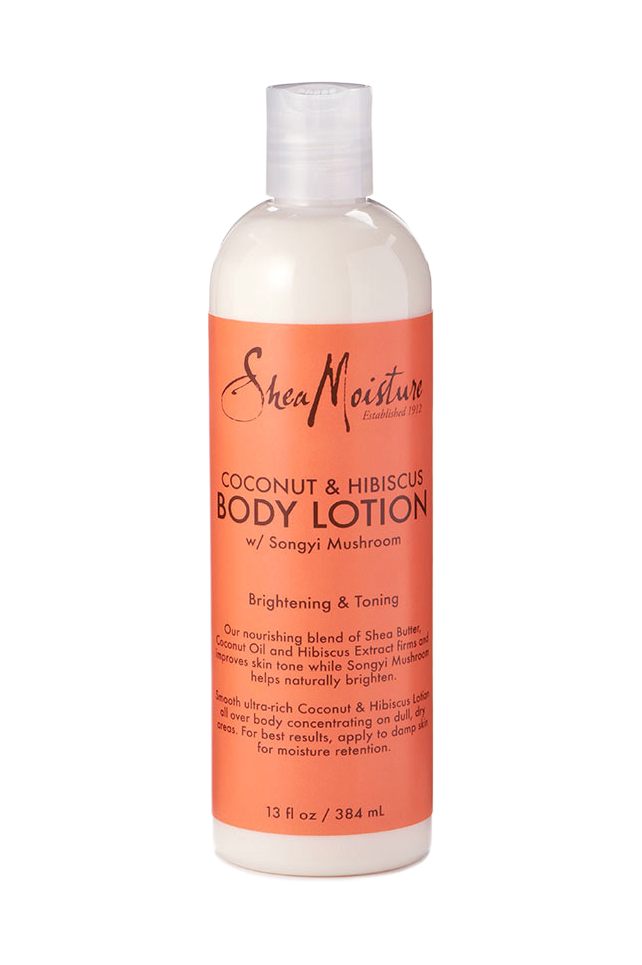 SheaMoisture
Established 1912
COCONUT & HIBISCUS
BODY LOTION
w/ Songyi Mushroom
Brightening & Toning
Our nourishing blend of Shea Butter,
Coconut Oil and Hibiscus Extract firms and
improves skin tone while Songyi Mushroom
helps naturally brighten.
Smooth ultra-rich Coconut & Hibiscus Lotion
all over body concentrating on dull, dry
areas. For best results, apply to damp skin
for moisture retention.
13 fl oz / 384 mL